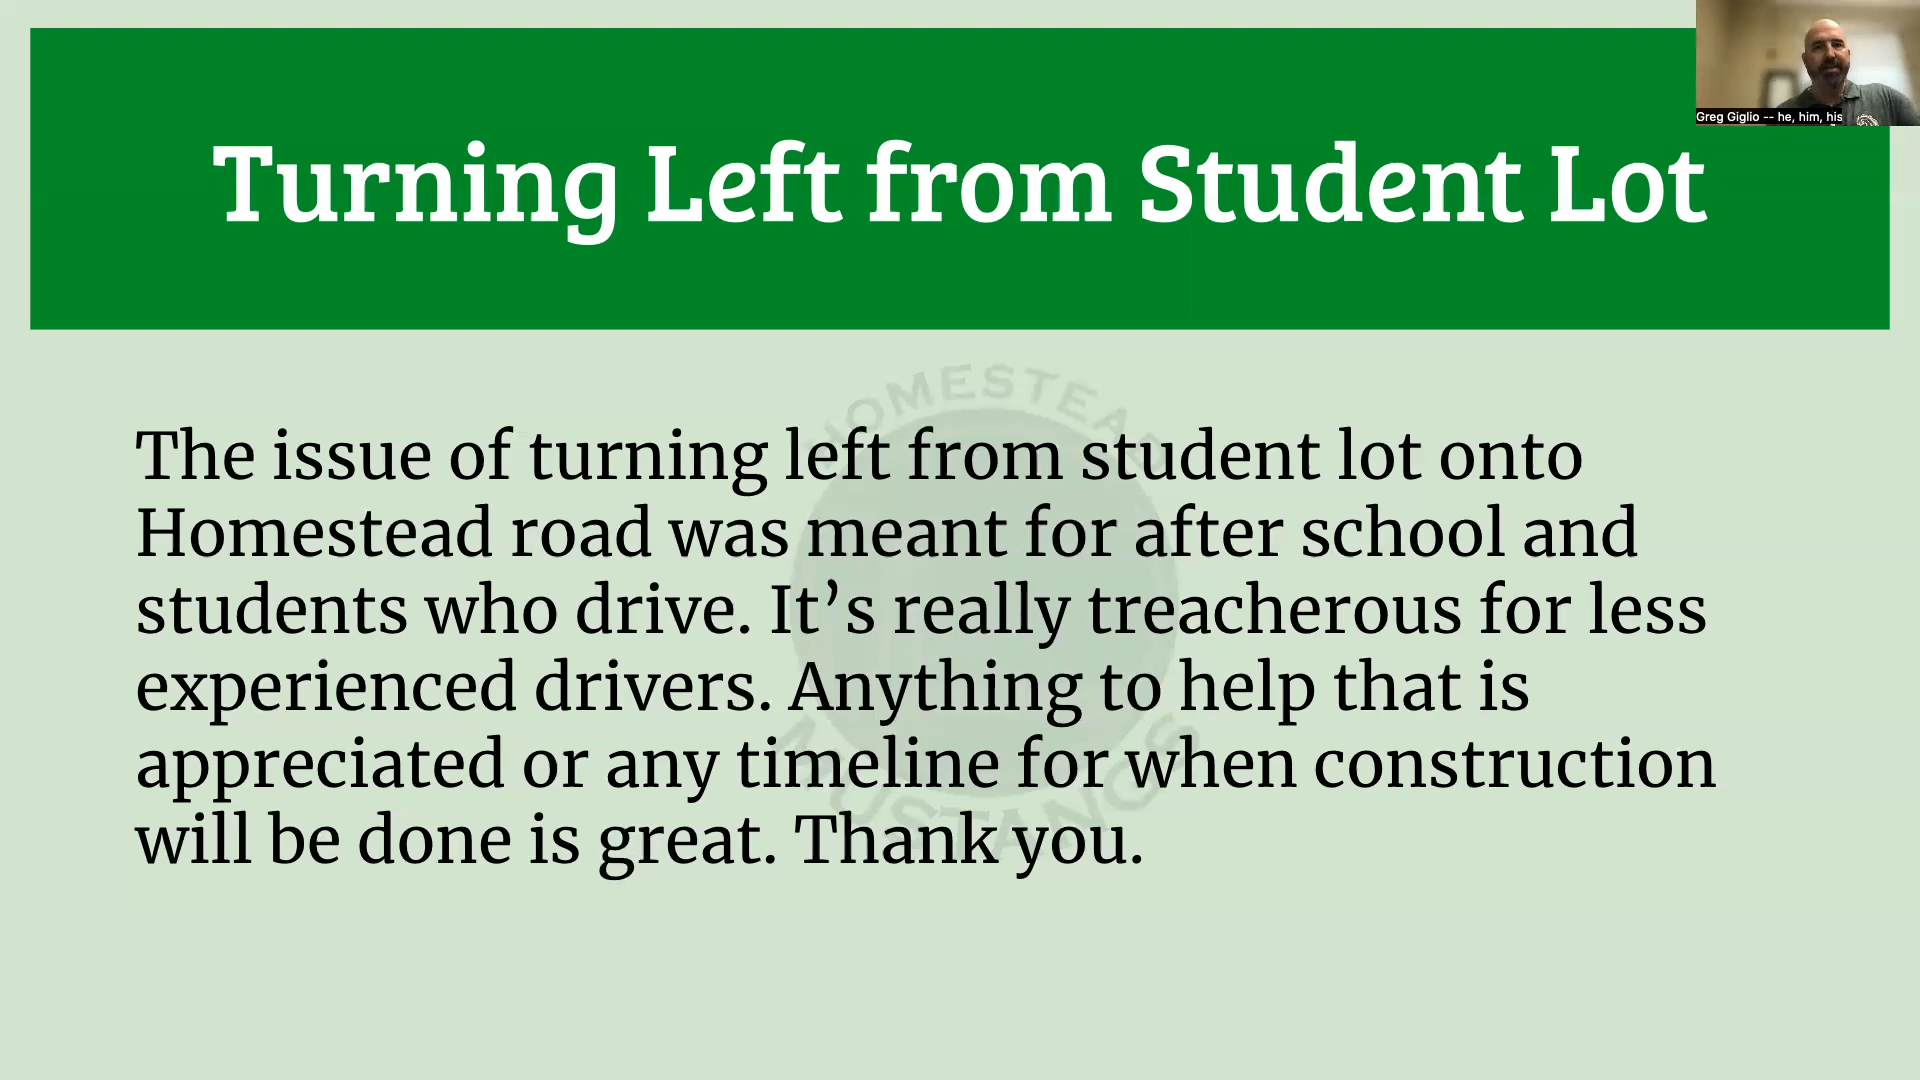 Greg Giglio -- he, him, his
Turning Left from Student Lot
HOMESTEAD
The issue of turning left from student lot onto
Homestead road was meant for after school and
students who drive. It’s really treacherous for less
experienced drivers. Anything to help that is
appreciated or any timeline for when construction
will be done is great. Thank you.
MUSTANGS